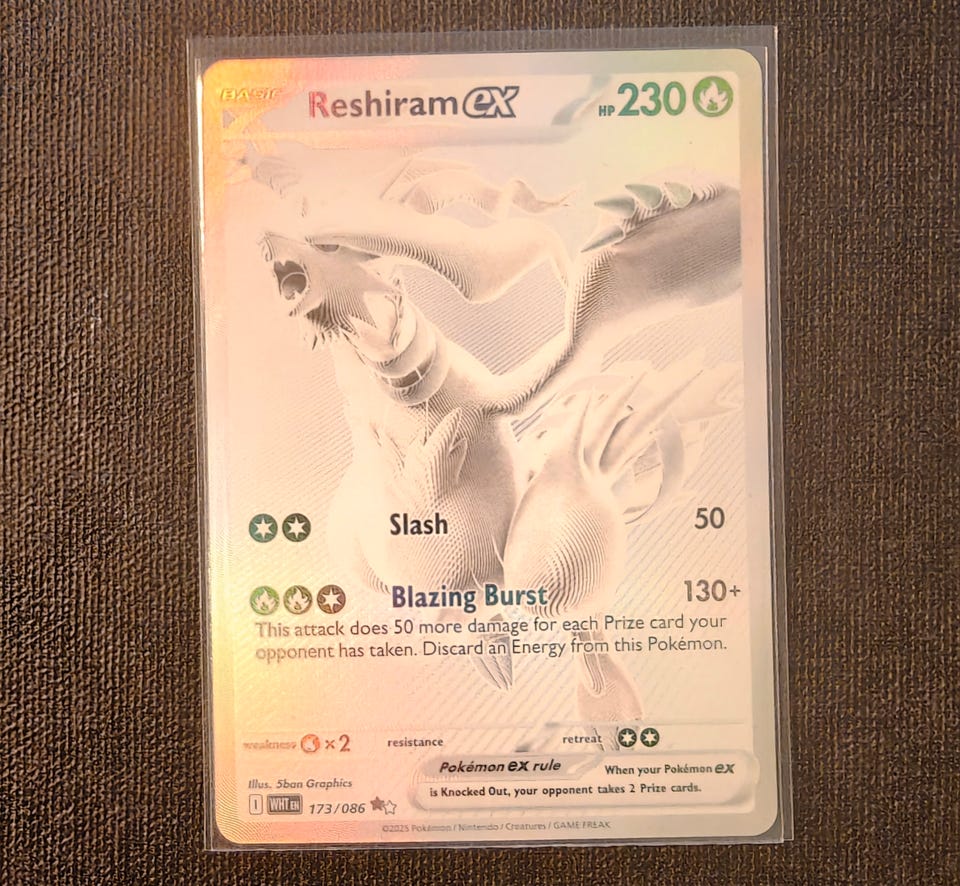 BASIC
Reshiram ex
HP 230
Slash 50
Blazing Burst 130+
This attack does 50 more damage for each Prize card your
opponent has taken. Discard an Energy from this Pokémon.
weakness ×2 resistance retreat
Pokémon ex rule When your Pokémon ex
is Knocked Out, your opponent takes 2 Prize cards.
Illus. 5ban Graphics
I WHT EN 173/086
©2025 Pokémon / Nintendo / Creatures / GAME FREAK